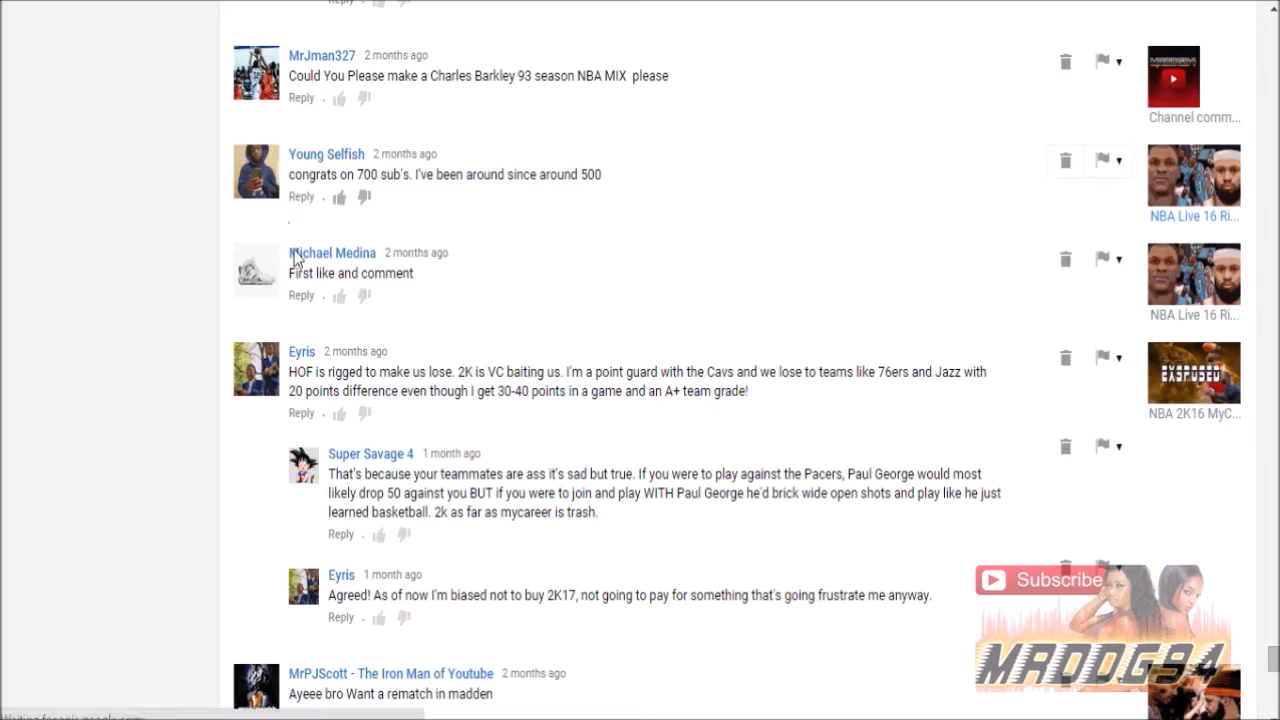 Reply
MrJman327 2 months ago
Could You Please make a Charles Barkley 93 season NBA MIX please
Reply .
Channel comm...
Young Selfish 2 months ago
congrats on 700 sub's. I've been around since around 500
Reply .
NBA Live 16 Ri...
Michael Medina 2 months ago
First like and comment
Reply .
NBA Live 16 Ri...
Eyris 2 months ago
HOF is rigged to make us lose. 2K is VC baiting us. I'm a point guard with the Cavs and we lose to teams like 76ers and Jazz with
20 points difference even though I get 30-40 points in a game and an A+ team grade!
Reply .
EXSPOSED
NBA 2K16 MyC...
Super Savage 4 1 month ago
That's because your teammates are ass it's sad but true. If you were to play against the Pacers, Paul George would most
likely drop 50 against you BUT if you were to join and play WITH Paul George he'd brick wide open shots and play like he just
learned basketball. 2k as far as mycareer is trash.
Reply .
Eyris 1 month ago
Agreed! As of now I'm biased not to buy 2K17, not going to pay for something that's going frustrate me anyway.
Reply .
Subscribe
MRDDG94
MrPJScott - The Iron Man of Youtube 2 months ago
Ayeee bro Want a rematch in madden